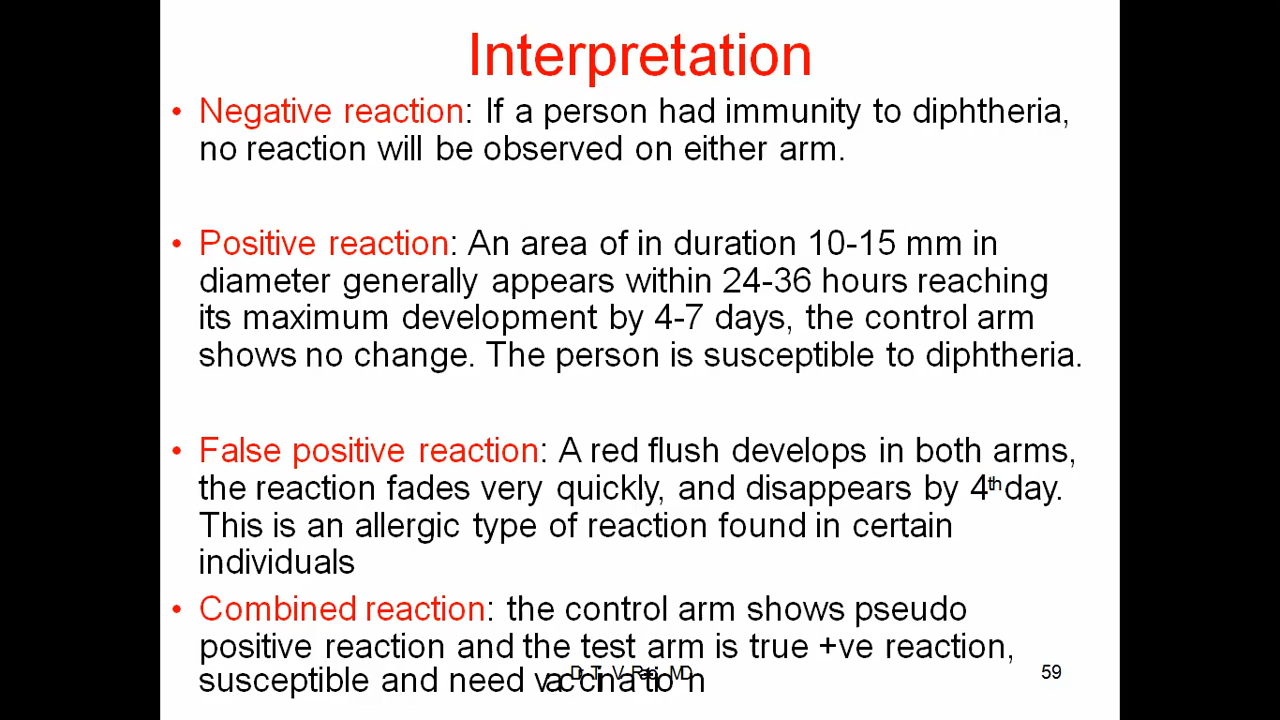 Interpretation
• Negative reaction: If a person had immunity to diphtheria,
no reaction will be observed on either arm.
• Positive reaction: An area of in duration 10-15 mm in
diameter generally appears within 24-36 hours reaching
its maximum development by 4-7 days, the control arm
shows no change. The person is susceptible to diphtheria.
• False positive reaction: A red flush develops in both arms,
the reaction fades very quickly, and disappears by 4th day.
This is an allergic type of reaction found in certain
individuals
• Combined reaction: the control arm shows pseudo
positive reaction and the test arm is true +ve reaction,
susceptible and need vaccination
Dr. T. V. Rao MD
59